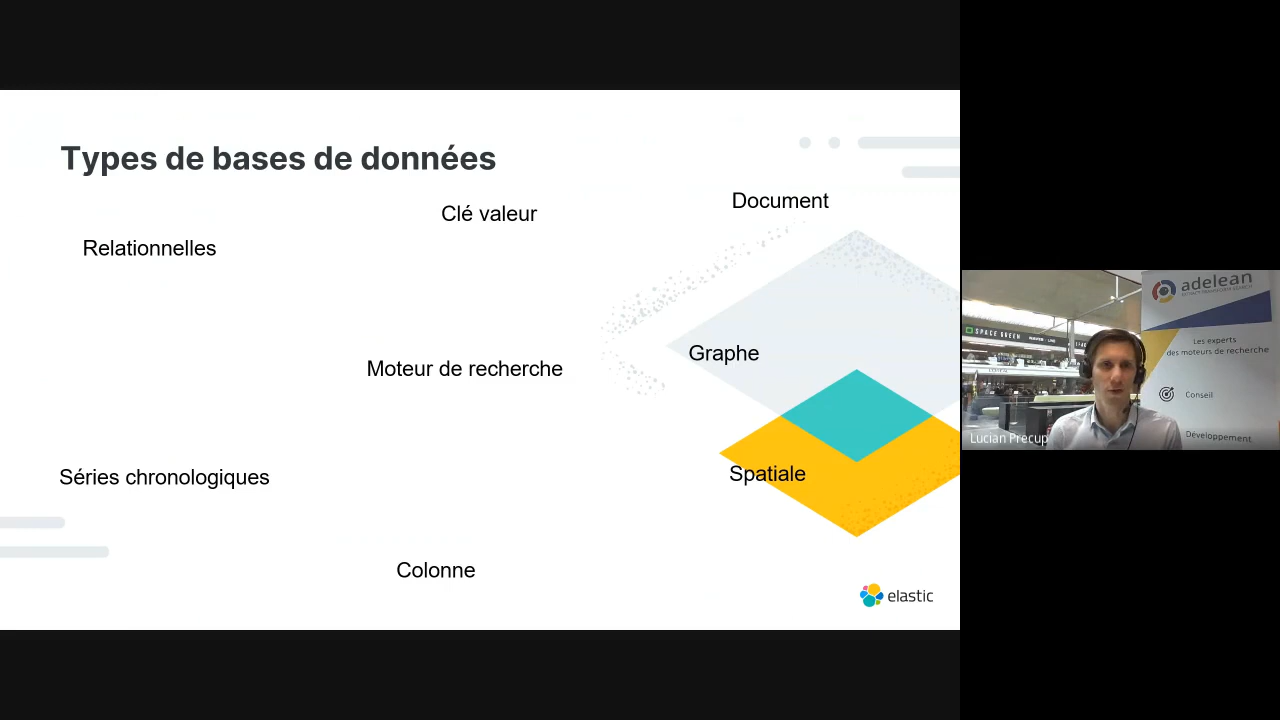 Types de bases de données
Document
Clé valeur
Relationnelles
Graphe
Moteur de recherche
Spatiale
Séries chronologiques
Colonne
elastic
adelean
SPACE GREEN
Les experts
des moteurs de recherche
Conseil
Développement
Lucian Precup